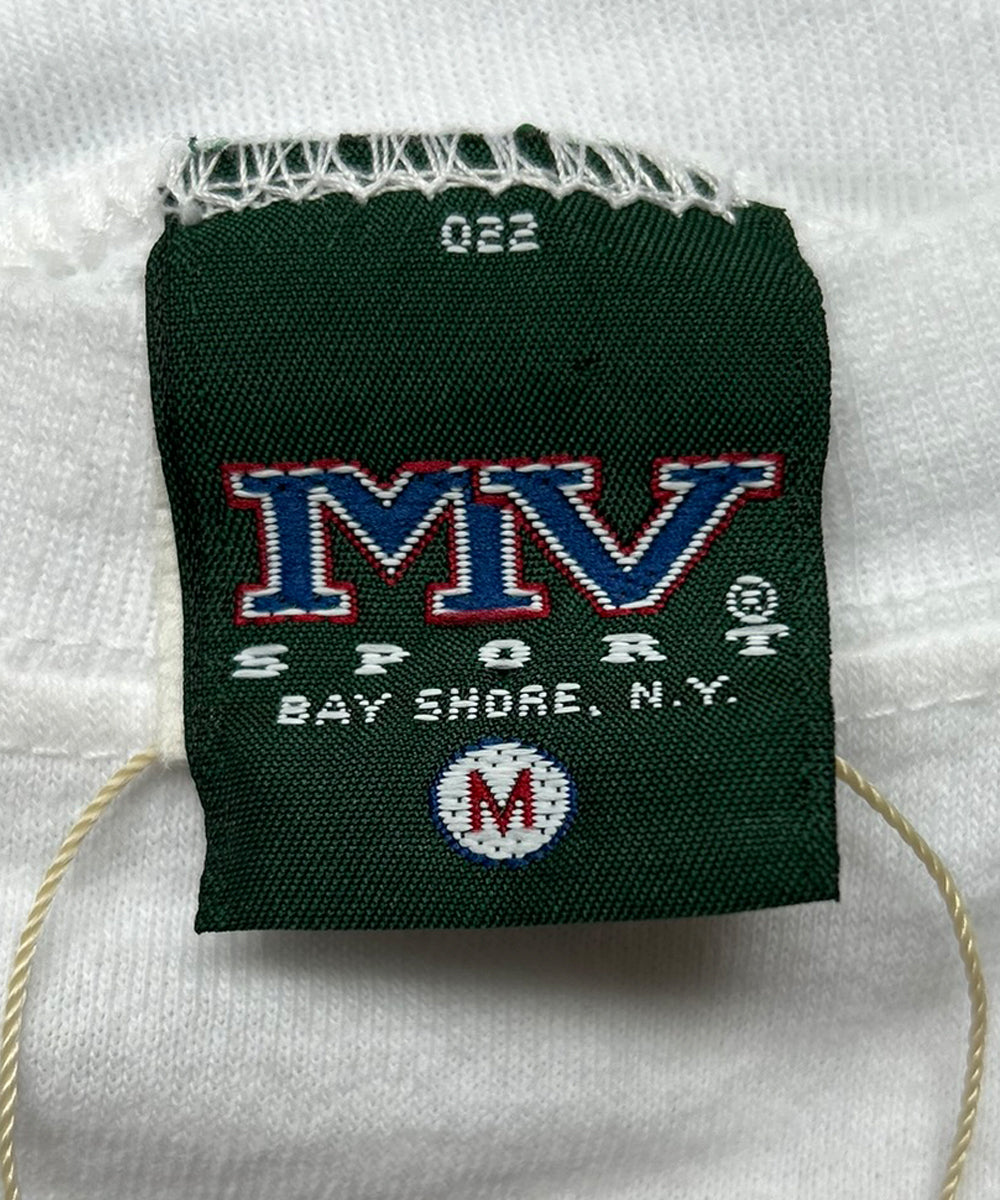 022
MV
SPORT®
BAY SHORE, N.Y.
M